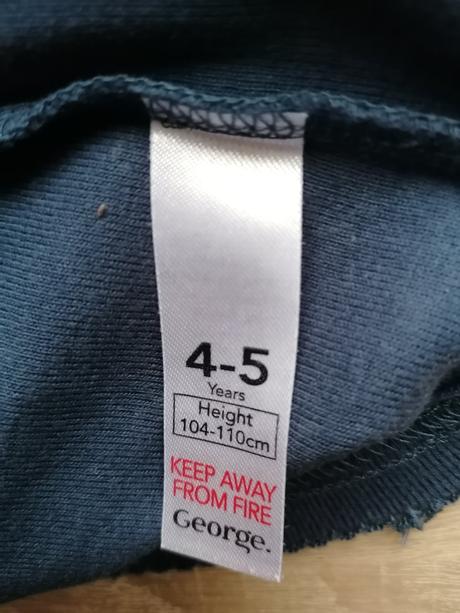 4-5
Years
Height
104-110cm
KEEP AWAY
FROM FIRE
George.